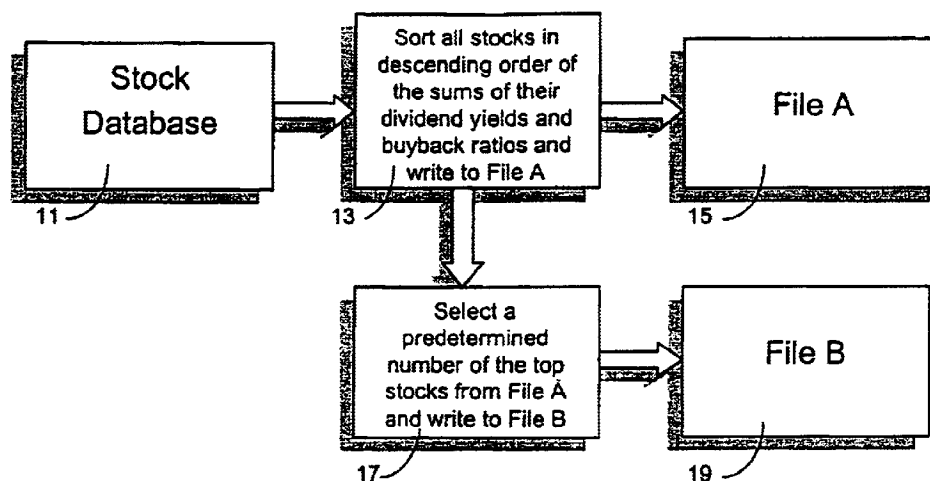 Stock
Database
11
Sort all stocks in
descending order of
the sums of their
dividend yields and
buyback ratios and
write to File A
13
File A
15
Select a
predetermined
number of the top
stocks from File A
and write to File B
17
File B
19